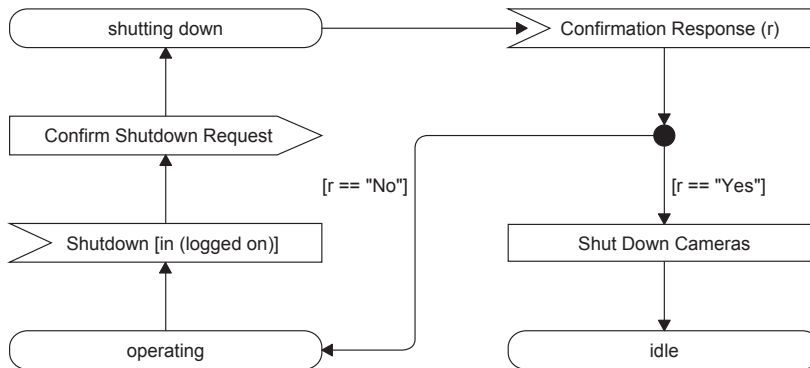 shutting down
Confirmation Response (r)
Confirm Shutdown Request
[r == "No"]
[r == "Yes"]
Shutdown [in (logged on)]
Shut Down Cameras
operating
idle